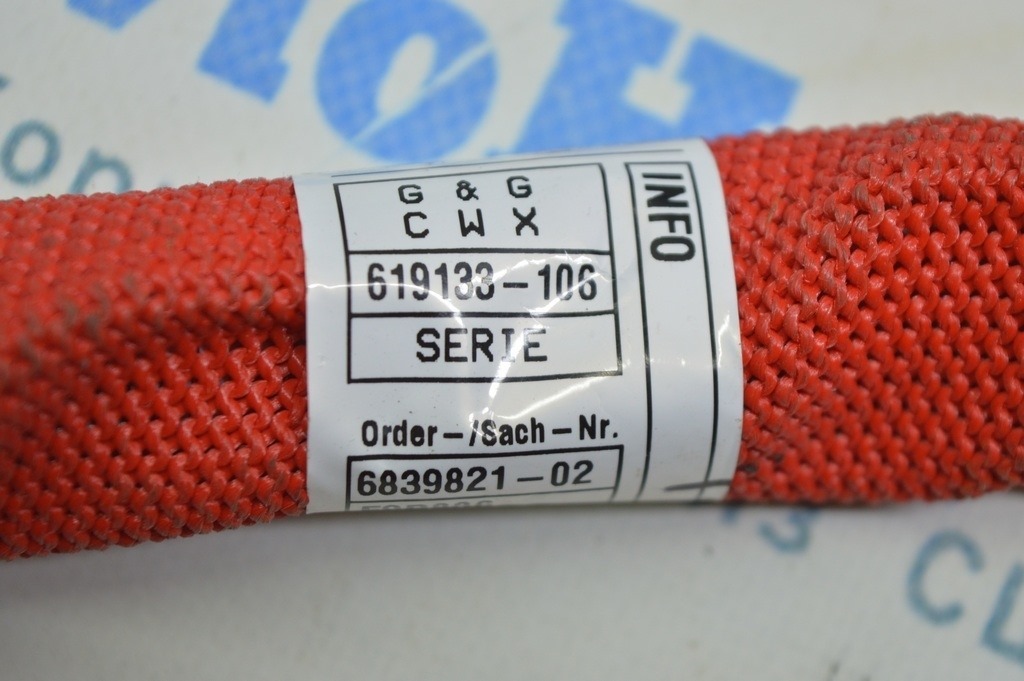 G & G
C W X
619133-106
SERIE
Order-/Sach-Nr.
6839821-02
INFO